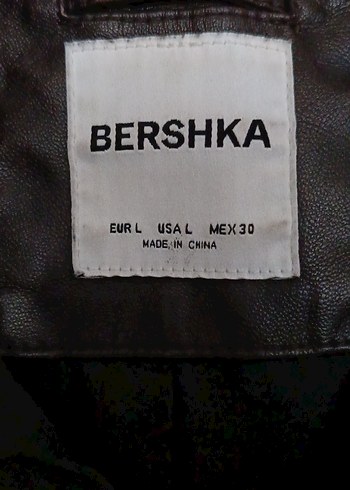 BERSHKA
EUR L USA L MEX 30
MADE IN CHINA